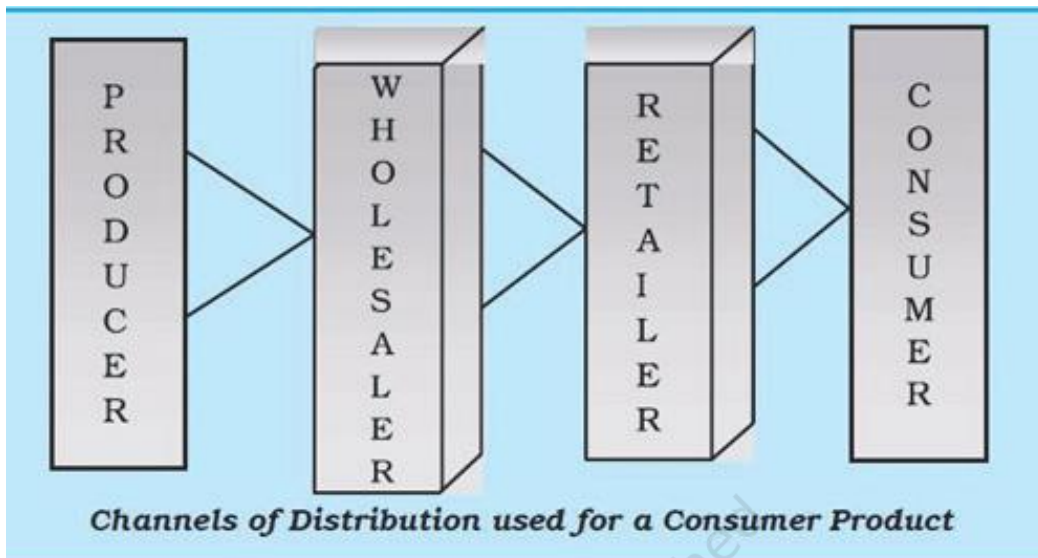 PRODUCER
WHOLESALER
RETAILER
CONSUMER
Channels of Distribution used for a Consumer Product